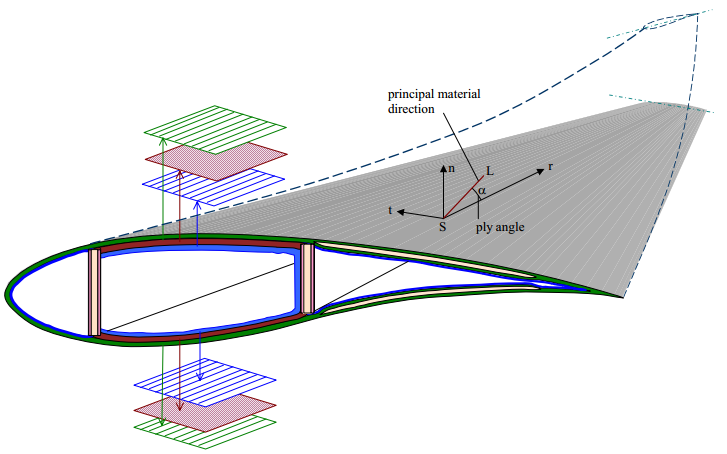 principal material
direction
n
L
r
α
t
S
ply angle